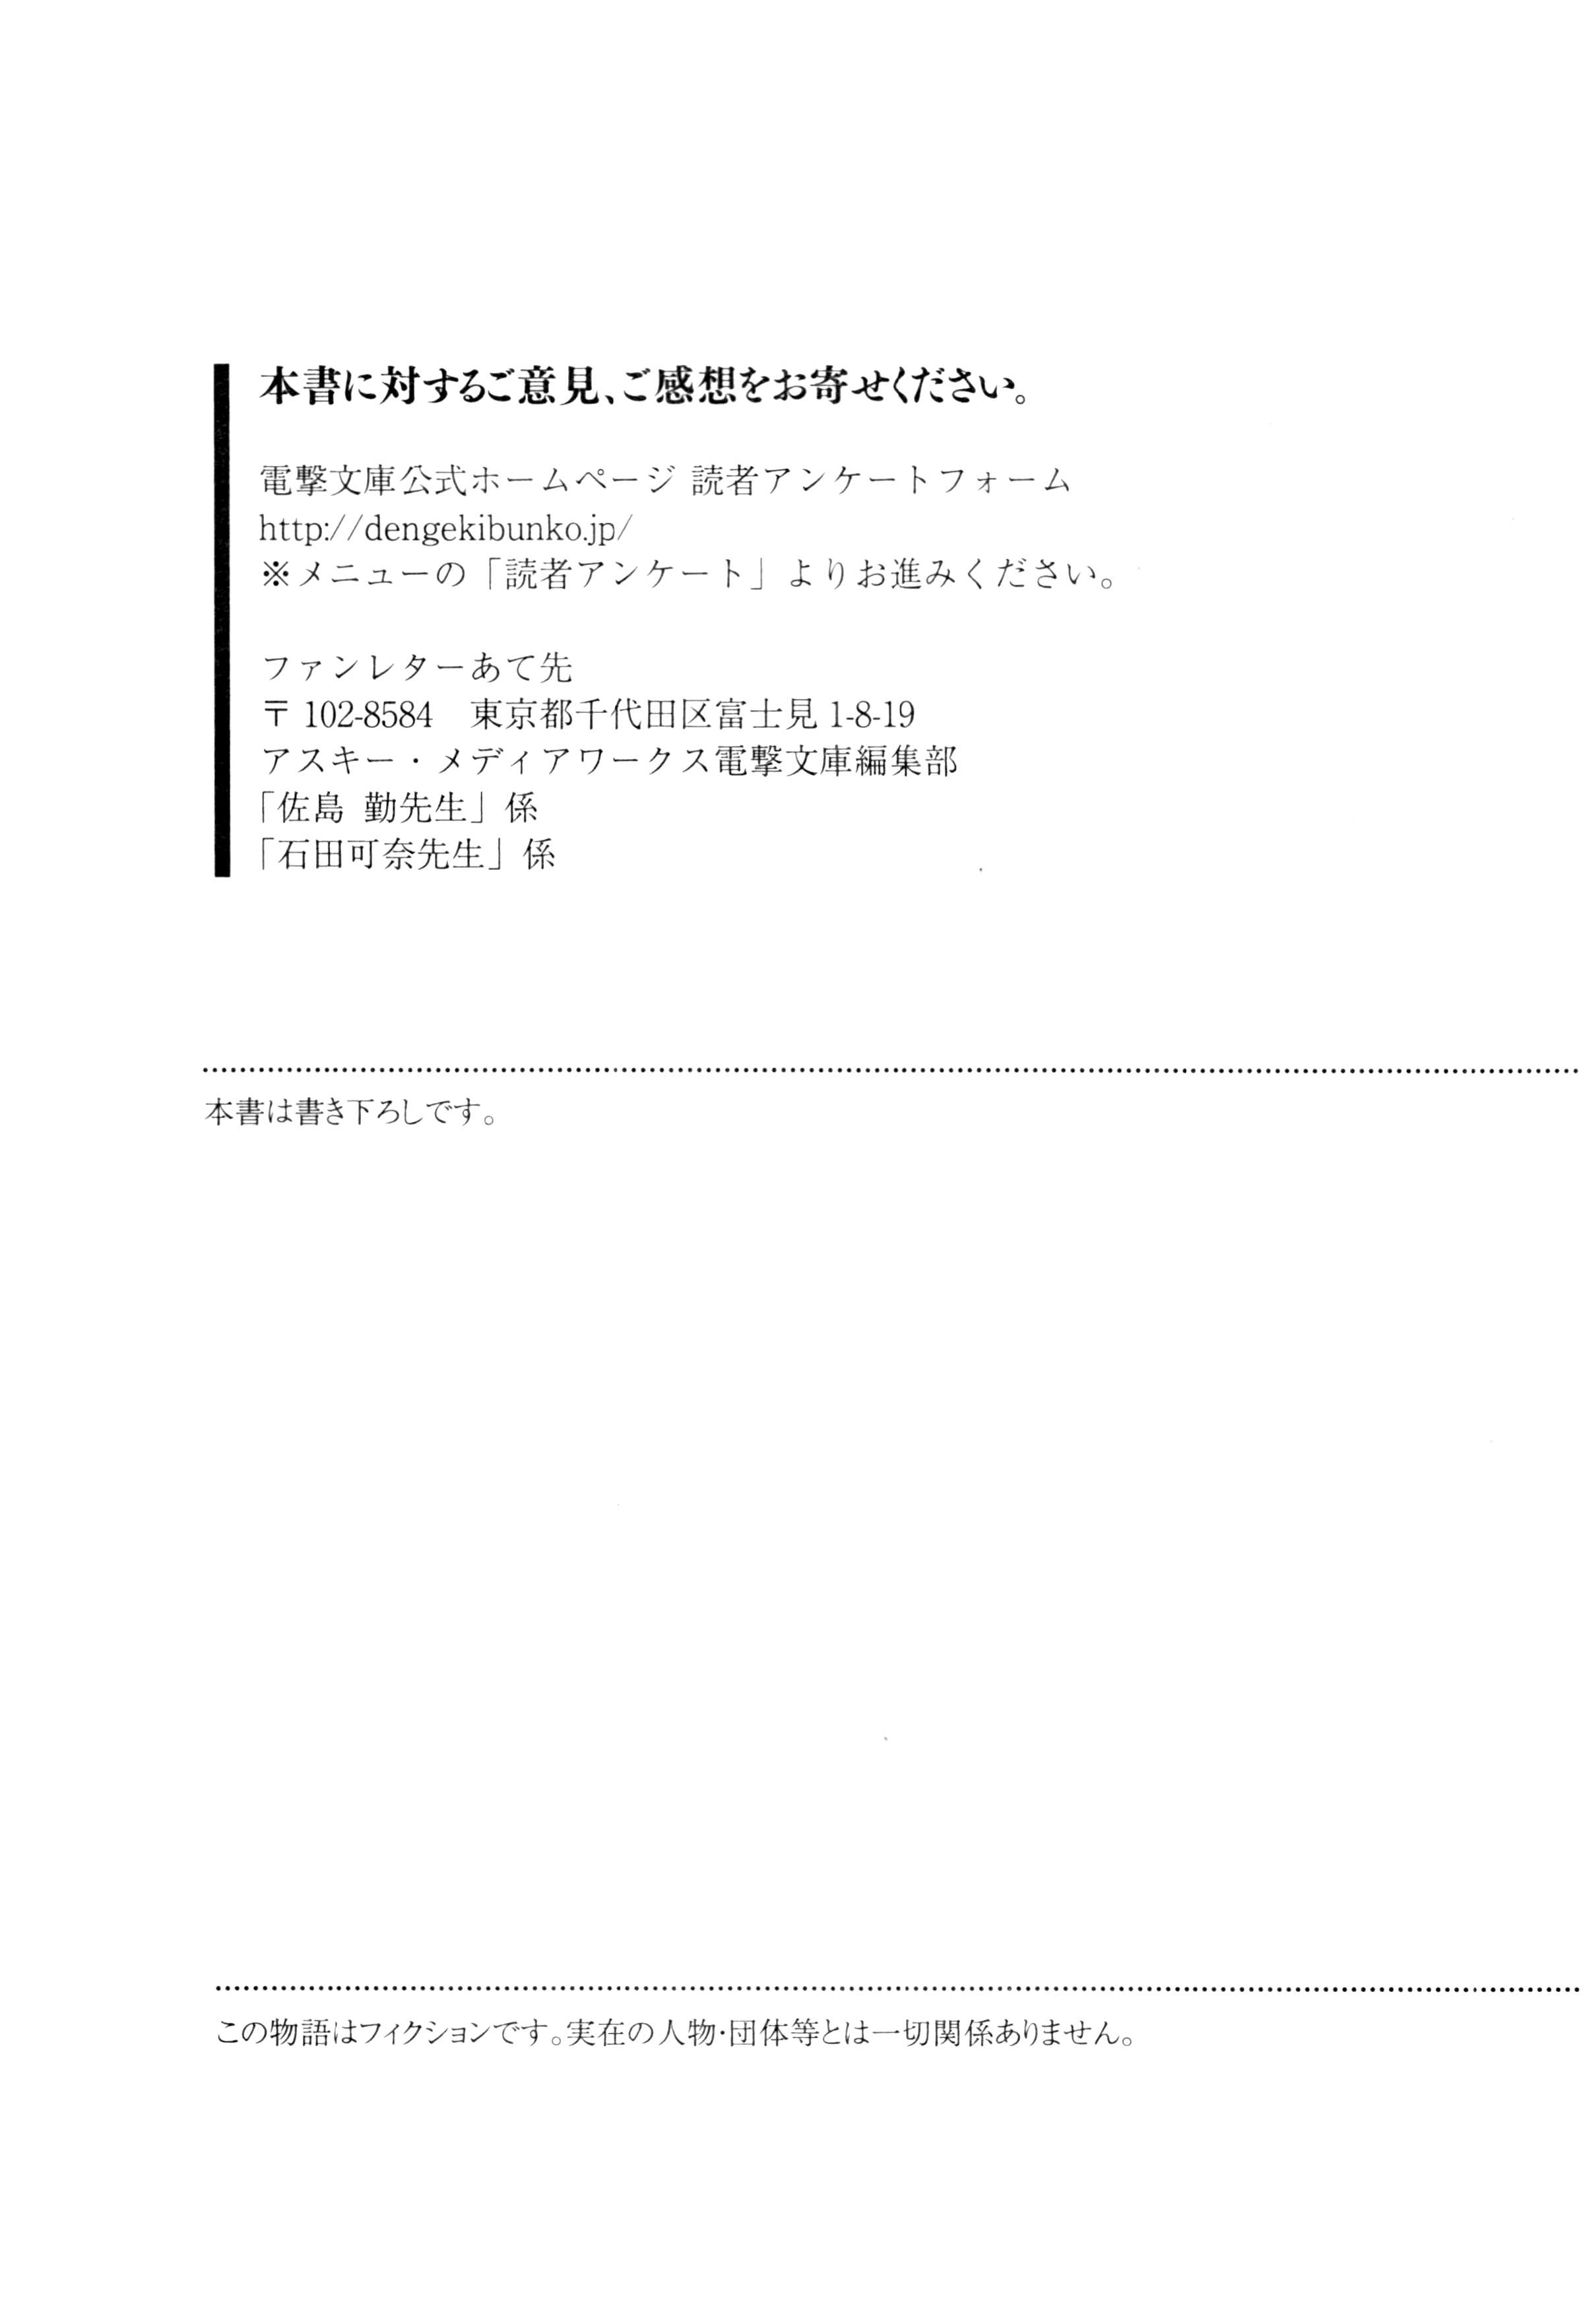 本書に対するご意見、ご感想をお寄せください。
電撃文庫公式ホームページ 読者アンケートフォーム
http://dengekibunko.jp/
※メニューの「読者アンケート」よりお進みください。
ファンレターあて先
〒102-8584　東京都千代田区富士見 1-8-19
アスキー・メディアワークス電撃文庫編集部
「佐島 勤先生」係
「石田可奈先生」係
本書は書き下ろしです。
この物語はフィクションです。実在の人物・団体等とは一切関係ありません。